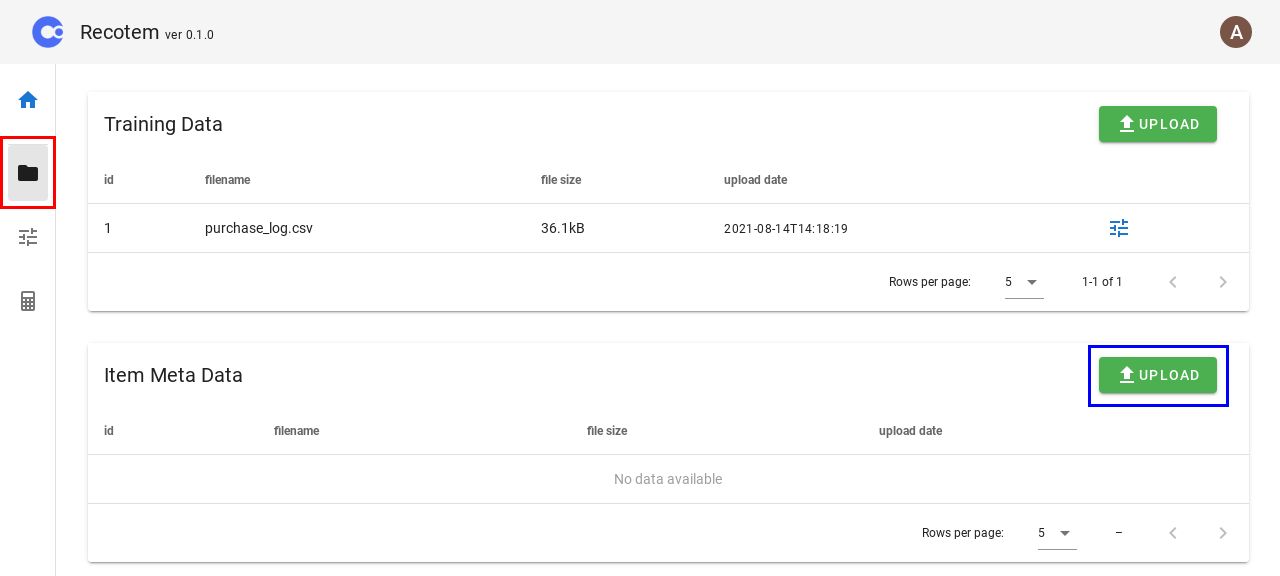 Recotem ver 0.1.0
A
Training Data
UPLOAD
id filename file size upload date
1 purchase_log.csv 36.1kB 2021-08-14T14:18:19
Rows per page: 5 1-1 of 1
Item Meta Data
UPLOAD
id filename file size upload date
No data available
Rows per page: 5 –